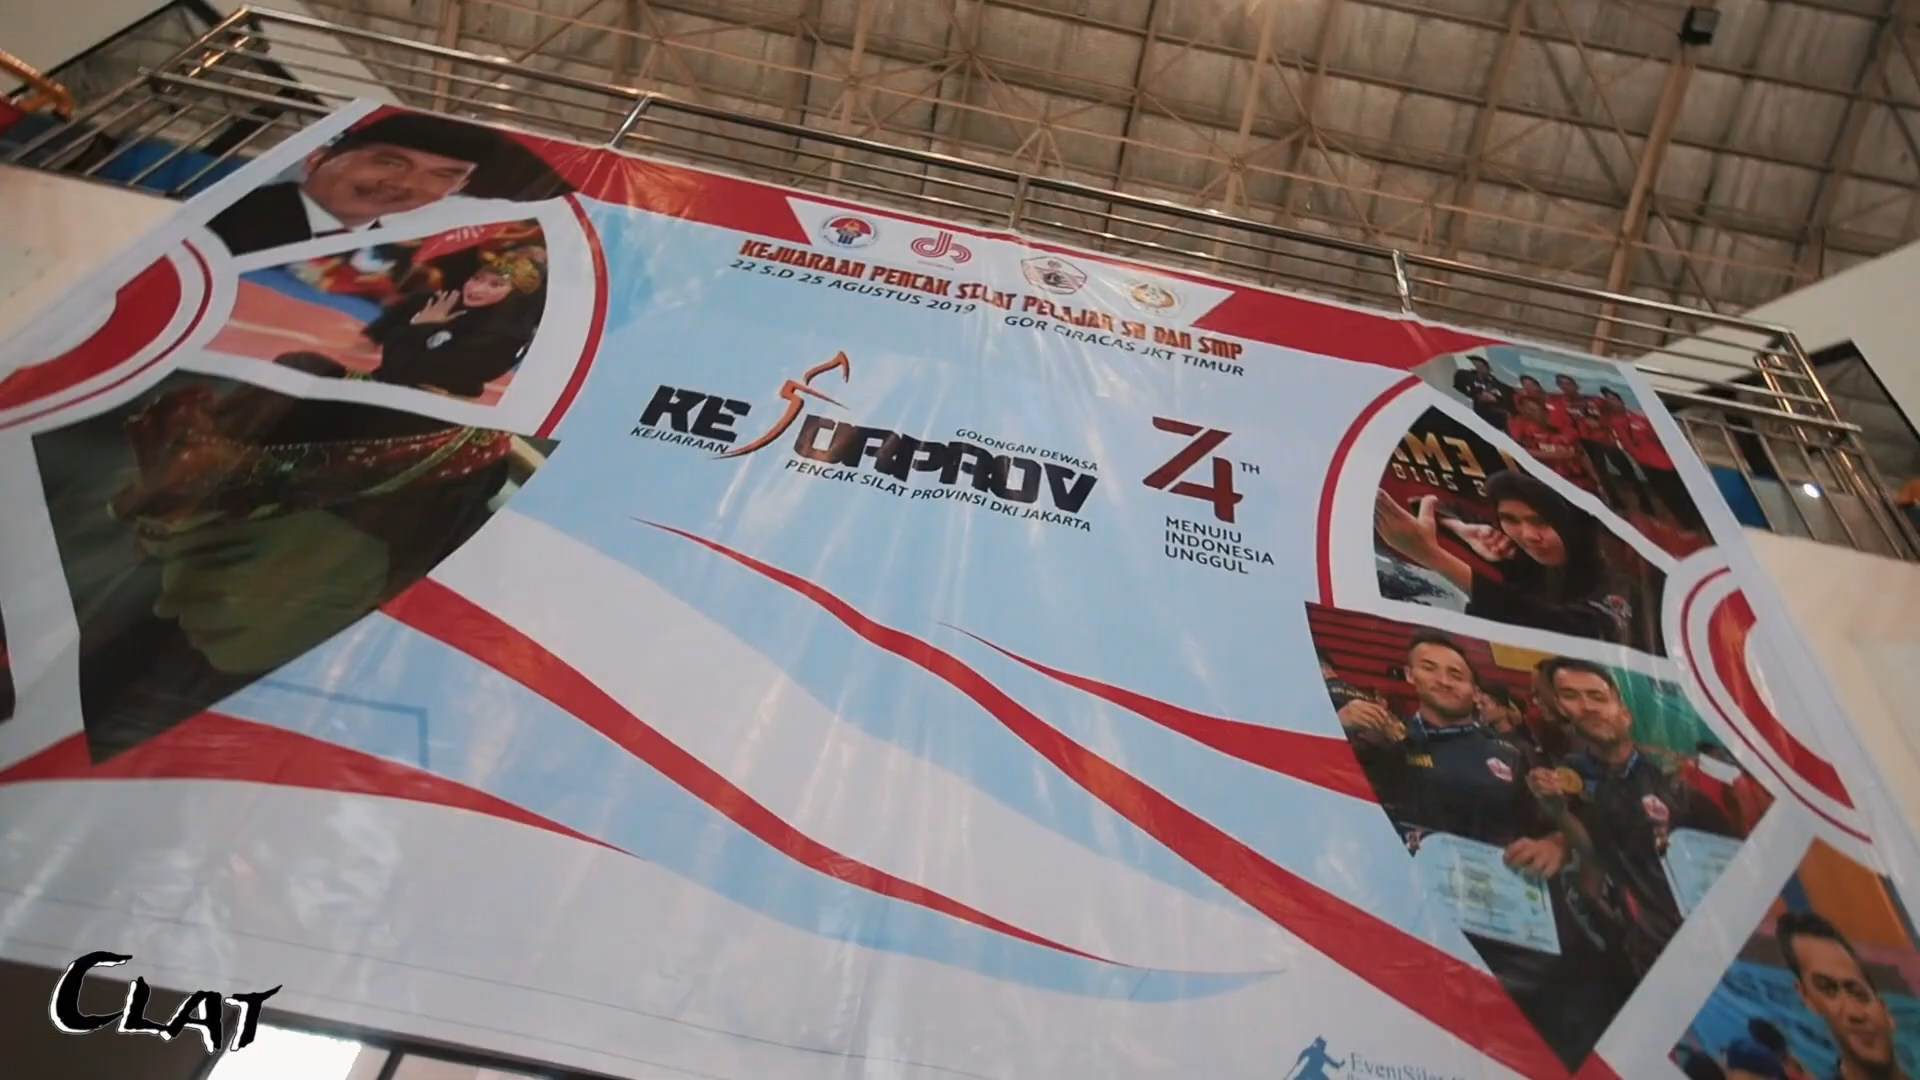 KEJUARAAN PENCAK SILAT PELAJAR SD DAN SMP
22 S.D 25 AGUSTUS 2019 GOR CIRACAS JKT TIMUR
KEJURPROV
KEJUARAAN
GOLONGAN DEWASA
PENCAK SILAT PROVINSI DKI JAKARTA
74TH
MENUJU
INDONESIA
UNGGUL
CLAT